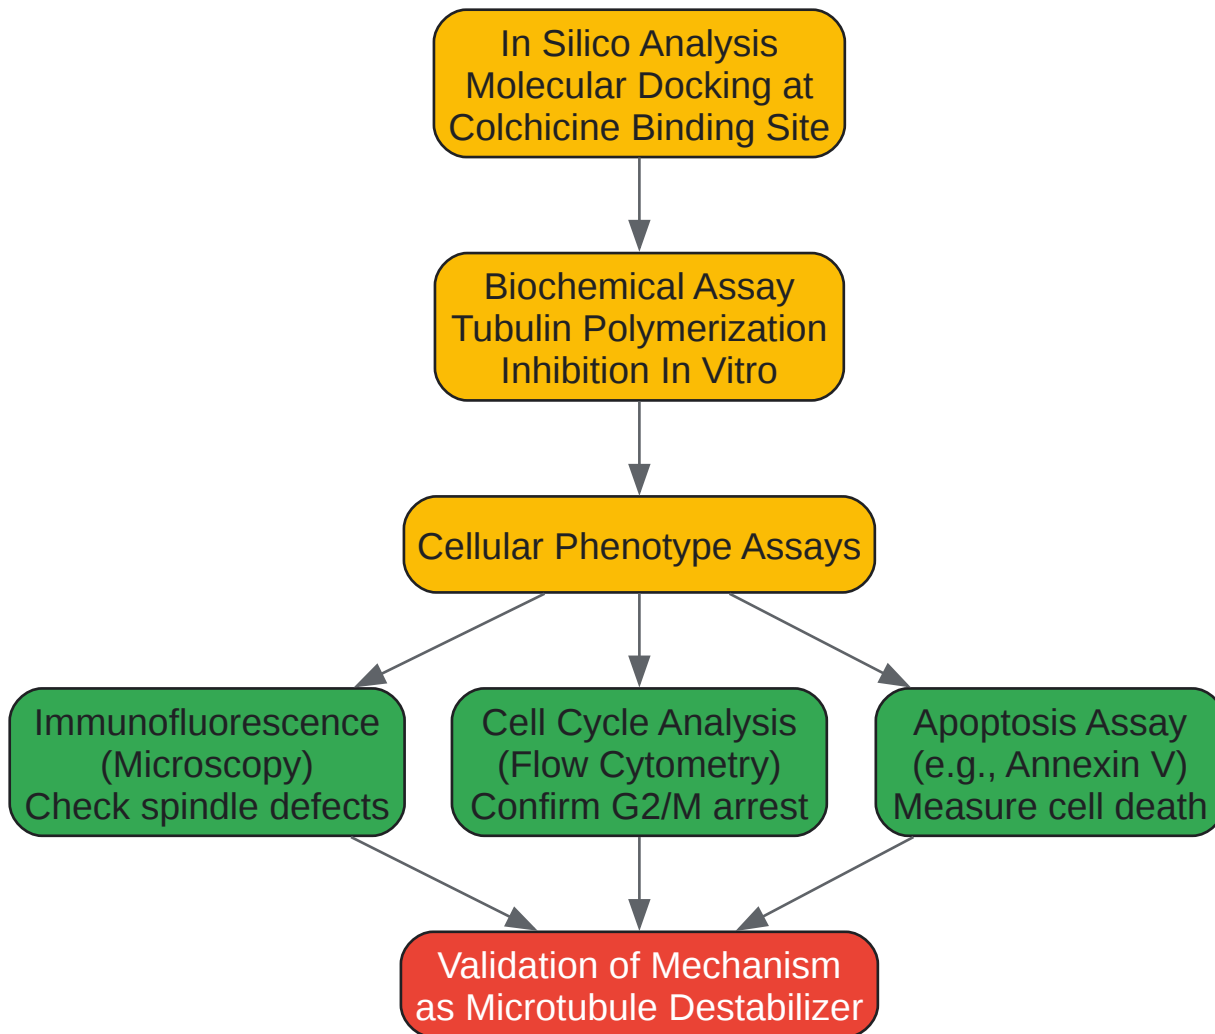 In Silico Analysis
Molecular Docking at
Colchicine Binding Site
Biochemical Assay
Tubulin Polymerization
Inhibition In Vitro
Cellular Phenotype Assays
Immunofluorescence
(Microscopy)
Check spindle defects
Cell Cycle Analysis
(Flow Cytometry)
Confirm G2/M arrest
Apoptosis Assay
(e.g., Annexin V)
Measure cell death
Validation of Mechanism
as Microtubule Destabilizer